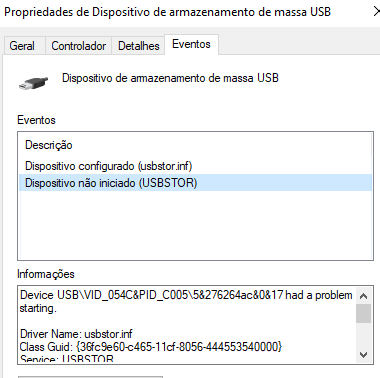 Propriedades de Dispositivo de armazenamento de massa USB
Geral Controlador Detalhes Eventos
Dispositivo de armazenamento de massa USB
Eventos
Descrição
Dispositivo configurado (usbstor.inf)
Dispositivo não iniciado (USBSTOR)
Informações
Device USB\VID_054C&PID_C005\5&276264ac&0&17 had a problem
starting.
Driver Name: usbstor.inf
Class Guid: {36fc9e60-c465-11cf-8056-444553540000}
Service: USBSTOR